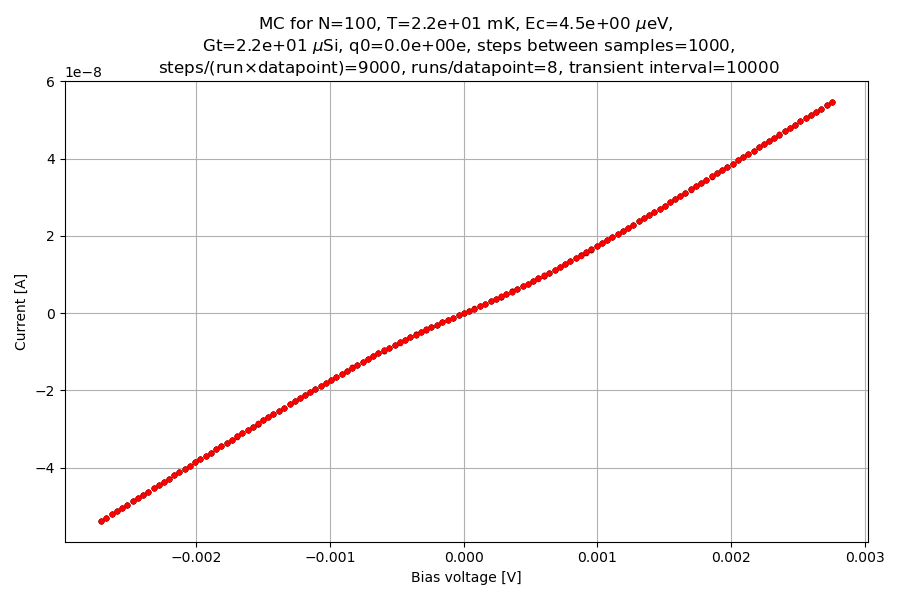 MC for N=100, T=2.2e+01 mK, Ec=4.5e+00 μeV,
Gt=2.2e+01 μSi, q0=0.0e+00e, steps between samples=1000,
steps/(run×datapoint)=9000, runs/datapoint=8, transient interval=10000
1e−8
6
4
2
0
−2
−4
Current [A]
−0.002 −0.001 0.000 0.001 0.002 0.003
Bias voltage [V]